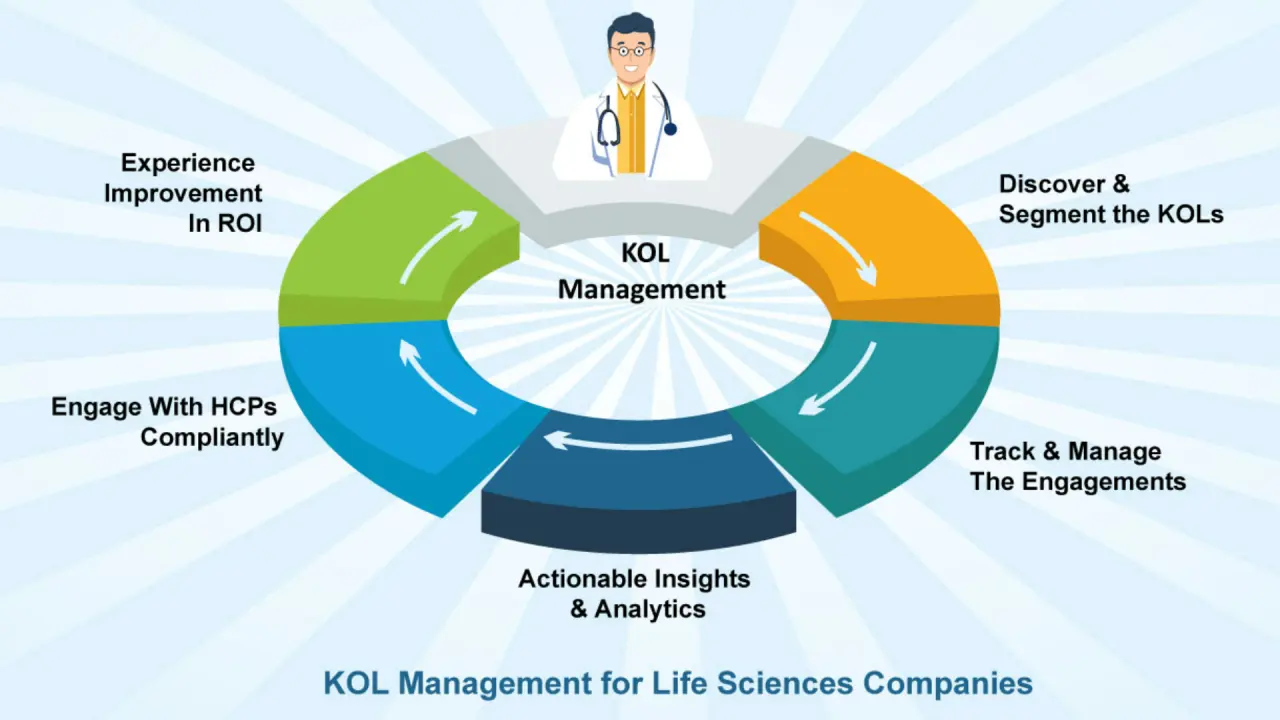 KOL
Management
Discover &
Segment the KOLs
Track & Manage
The Engagements
Actionable Insights
& Analytics
Engage With HCPs
Compliantly
Experience
Improvement
In ROI
KOL Management for Life Sciences Companies